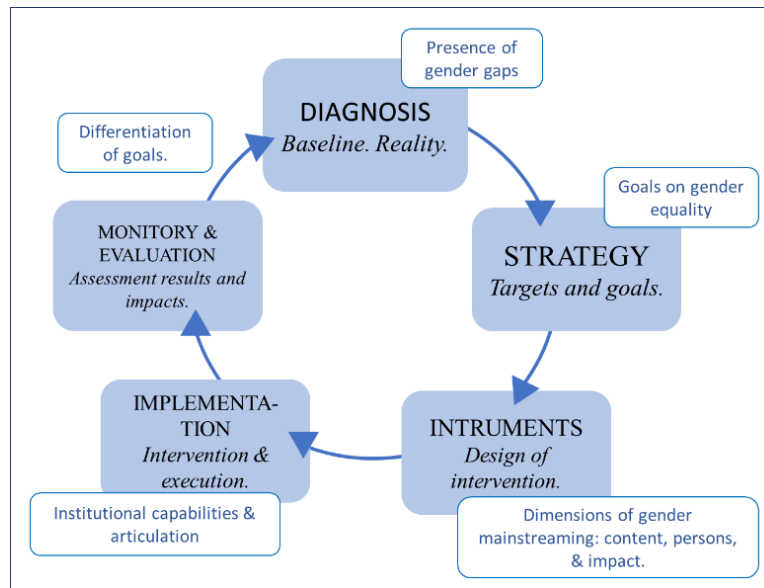 Presence of
gender gaps
DIAGNOSIS
Baseline. Reality.
Goals on gender
equality
STRATEGY
Targets and goals.
INTRUMENTS
Design of
intervention.
Dimensions of gender
mainstreaming: content, persons,
& impact.
IMPLEMENTA-
TION
Intervention &
execution.
Institutional capabilities &
articulation
MONITORY &
EVALUATION
Assessment results and
impacts.
Differentiation
of goals.